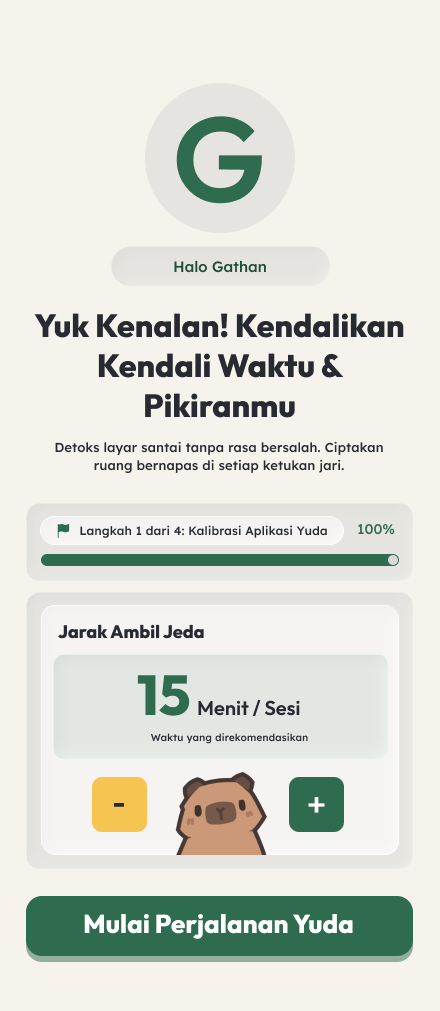 G
Halo Gathan
Yuk Kenalan! Kendalikan
Kendali Waktu &
Pikiranmu
Detoks layar santai tanpa rasa bersalah. Ciptakan
ruang bernapas di setiap ketukan jari.
Langkah 1 dari 4: Kalibrasi Aplikasi Yuda 100%
Jarak Ambil Jeda
15 Menit / Sesi
Waktu yang direkomendasikan
- +
Mulai Perjalanan Yuda